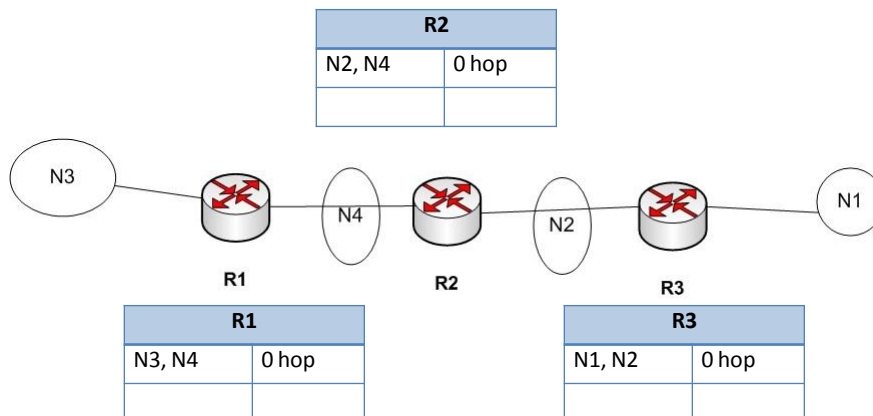 R2
N2, N4 0 hop
N3
N4
N2
N1
R1
R2
R3
R1
N3, N4 0 hop
R3
N1, N2 0 hop